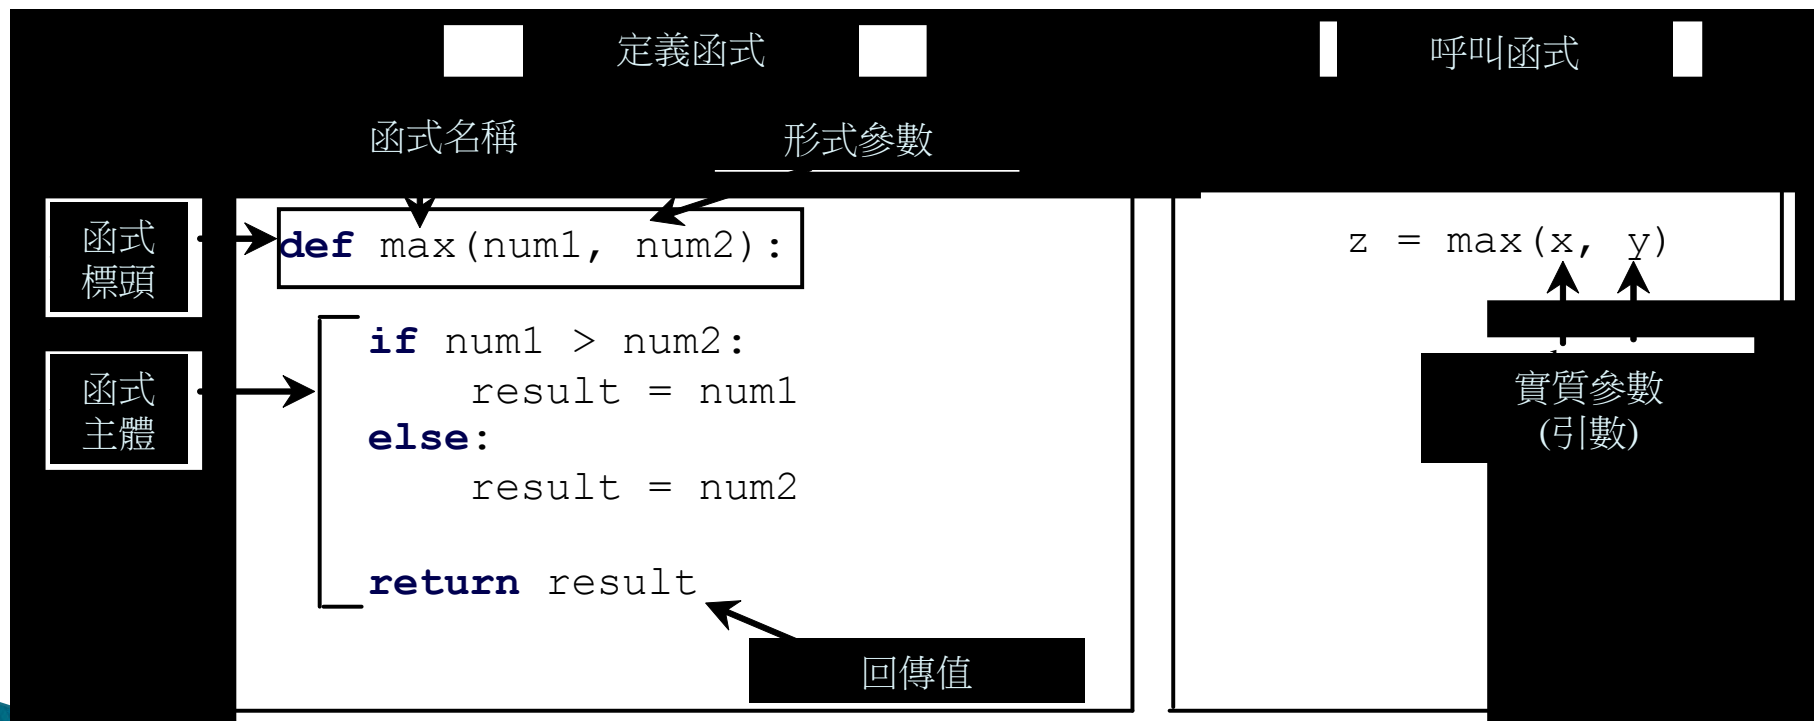 定義函式
呼叫函式
函式名稱
形式參數
函式
標頭
def max(num1, num2):
z = max(x, y)
if num1 > num2:
result = num1
函式
主體
else:
result = num2
return result
實質參數
(引數)
回傳值